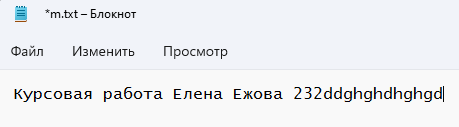 *m.txt – Блокнот
Файл Изменить Просмотр
Курсовая работа Елена Ежова 232ddghghdhghgd